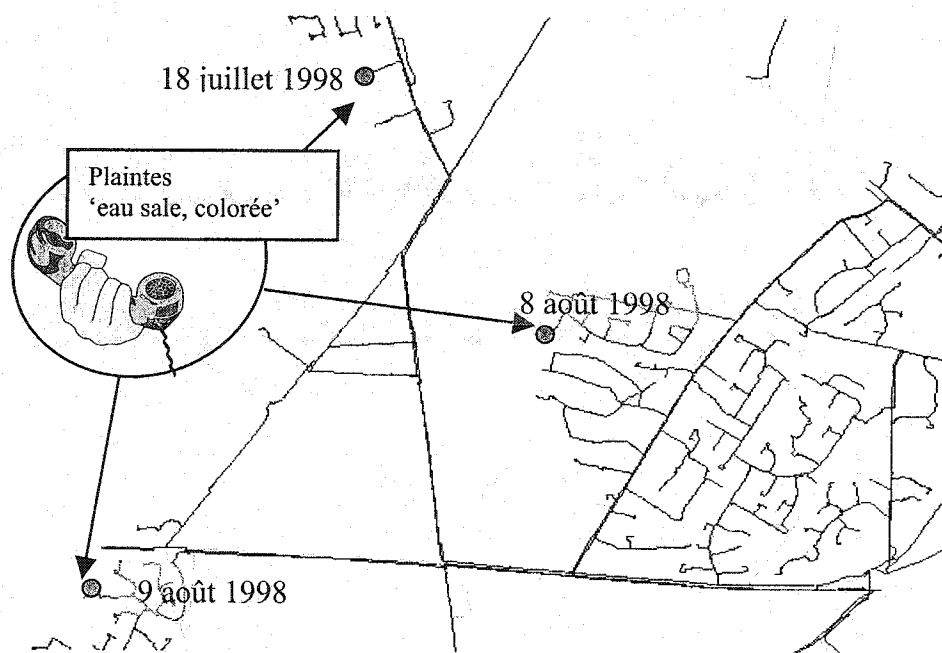 18 juillet 1998
Plaintes
‘eau sale, colorée’
8 août 1998
9 août 1998